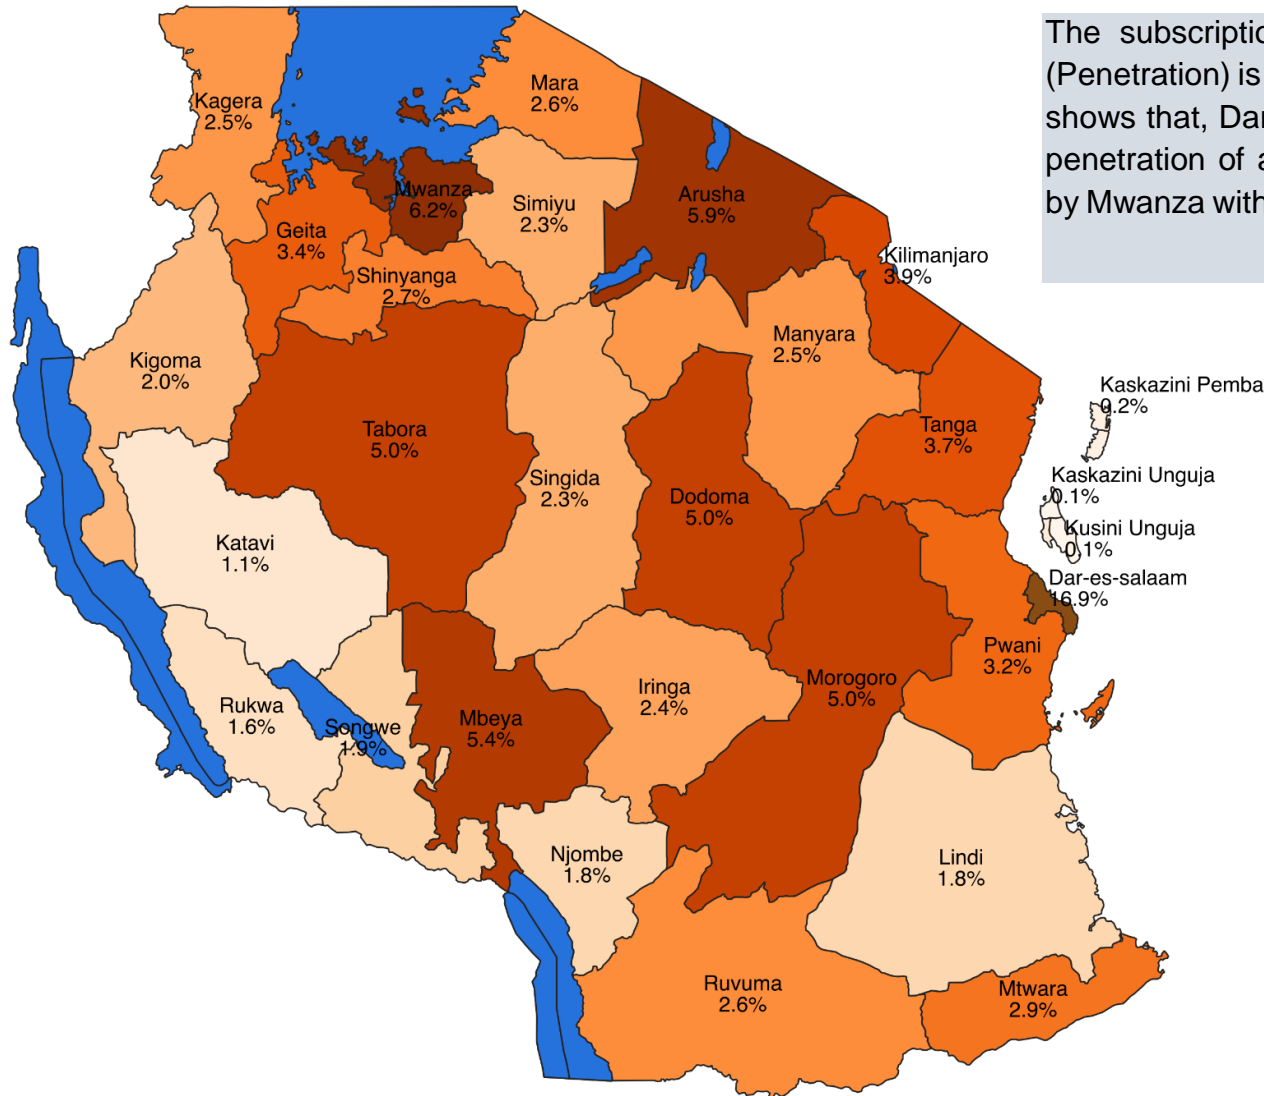 The subscriptio
(Penetration) is
shows that, Dar
penetration of a
by Mwanza with
Mara
2.6%
Kagera
2.5%
Mwanza
6.2%
Simiyu
2.3%
Arusha
5.9%
Geita
3.4%
Kilimanjaro
3.9%
Shinyanga
2.7%
Manyara
2.5%
Kigoma
2.0%
Kaskazini Pemba
0.2%
Tabora
5.0%
Tanga
3.7%
Singida
2.3%
Kaskazini Unguja
0.1%
Dodoma
5.0%
Kusini Unguja
0.1%
Katavi
1.1%
Dar-es-salaam
16.9%
Pwani
3.2%
Iringa
2.4%
Morogoro
5.0%
Rukwa
1.6%
Songwe
1.9%
Mbeya
5.4%
Njombe
1.8%
Lindi
1.8%
Ruvuma
2.6%
Mtwara
2.9%